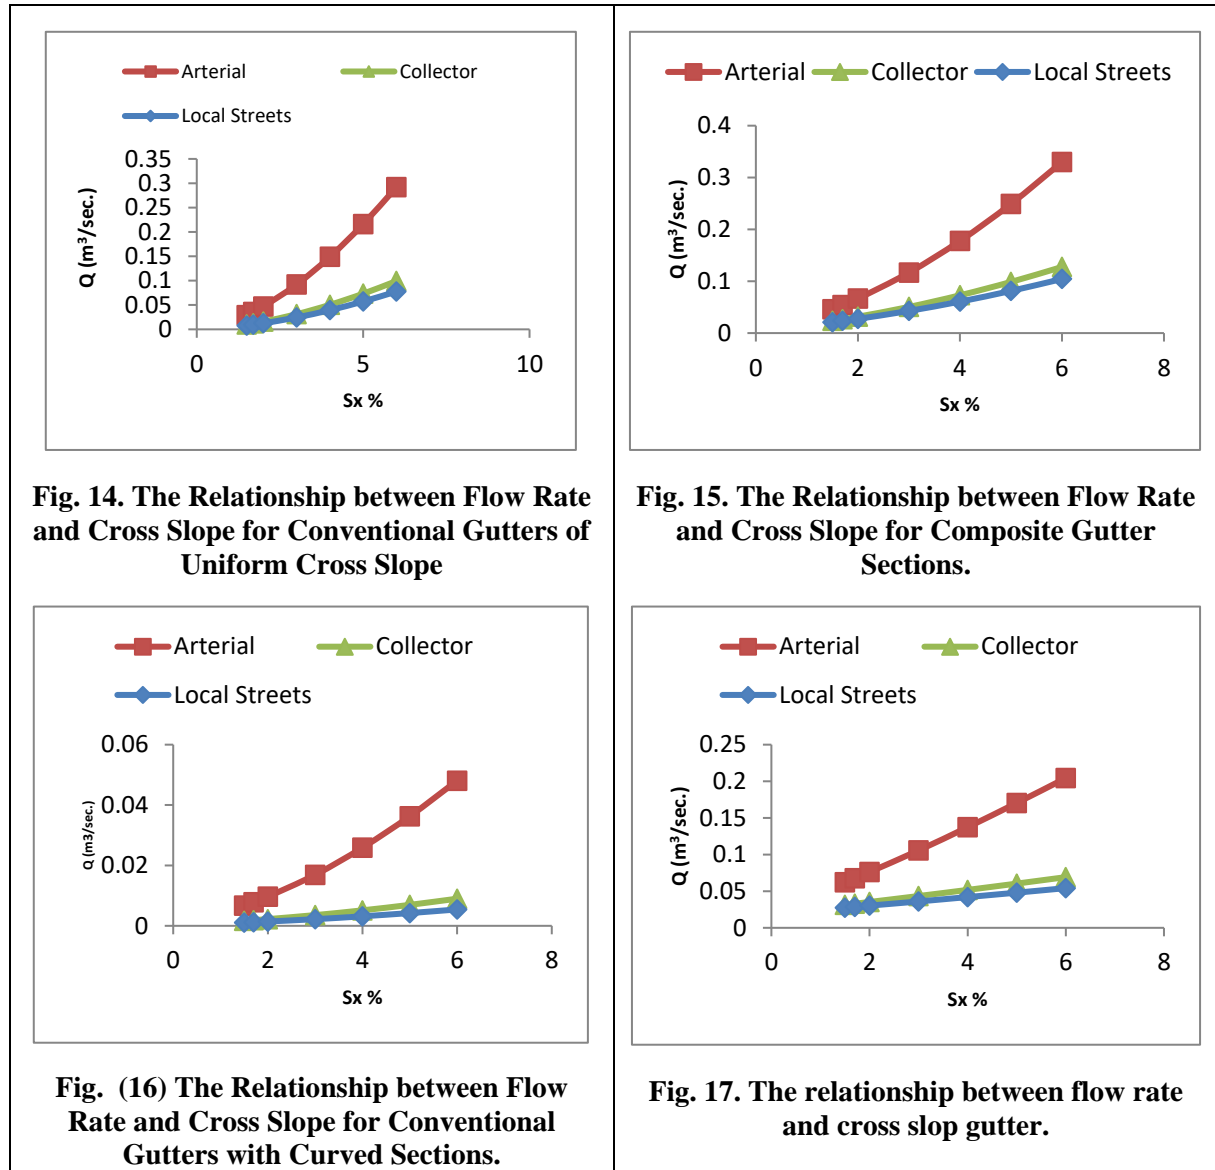 Arterial
Collector
Local Streets
0.35
0.3
0.25
0.2
0.15
0.1
0.05
0
Q (m³/sec.)
0
5
10
Sx %
Fig. 14. The Relationship between Flow Rate
and Cross Slope for Conventional Gutters of
Uniform Cross Slope
Arterial
Collector
Local Streets
0.4
0.3
0.2
0.1
0
Q (m³/sec.)
0
2
4
6
8
Sx %
Fig. 15. The Relationship between Flow Rate
and Cross Slope for Composite Gutter
Sections.
Arterial
Collector
Local Streets
0.06
0.04
0.02
0
Q (m3/sec.)
0
2
4
6
8
Sx %
Fig. (16) The Relationship between Flow
Rate and Cross Slope for Conventional
Gutters with Curved Sections.
Arterial
Collector
Local Streets
0.25
0.2
0.15
0.1
0.05
0
Q (m³/sec.)
0
2
4
6
8
Sx %
Fig. 17. The relationship between flow rate
and cross slop gutter.